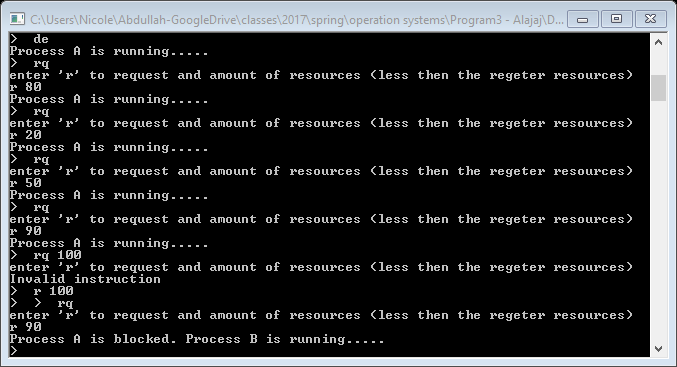 C:\Users\Nicole\Abdullah-GoogleDrive\classes\2017\spring\operation systems\Program3 - Alajaj\D...
>  de
Process A is running.....
>  rq
enter 'r' to request and amount of resources (less then the regeter resources)
r 80
Process A is running.....
>  rq
enter 'r' to request and amount of resources (less then the regeter resources)
r 20
Process A is running.....
>  rq
enter 'r' to request and amount of resources (less then the regeter resources)
r 50
Process A is running.....
>  rq
enter 'r' to request and amount of resources (less then the regeter resources)
r 90
Process A is running.....
>  rq 100
enter 'r' to request and amount of resources (less then the regeter resources)
Invalid instruction
>  r 100
>  >  rq
enter 'r' to request and amount of resources (less then the regeter resources)
r 90
Process A is blocked. Process B is running.....
>